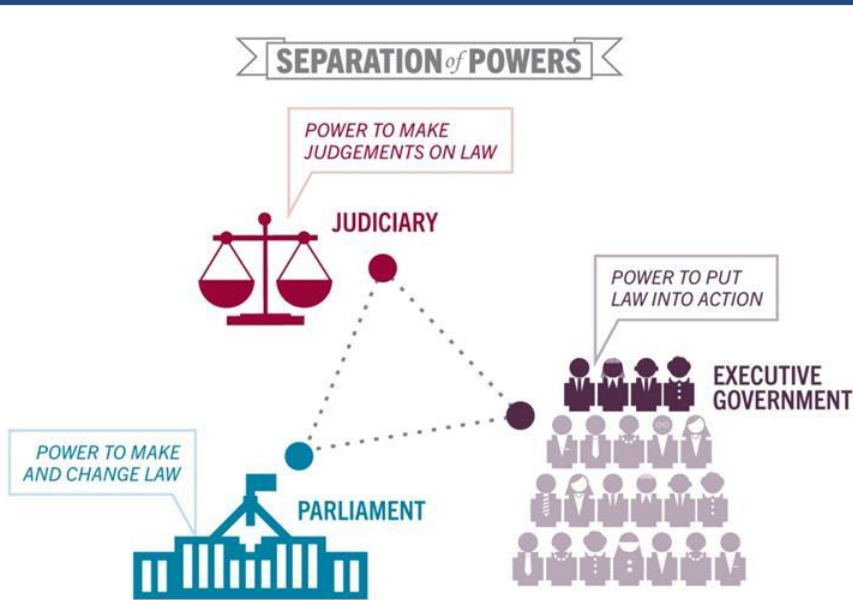 SEPARATION of POWERS
POWER TO MAKE
JUDGEMENTS ON LAW
JUDICIARY
POWER TO PUT
LAW INTO ACTION
EXECUTIVE
GOVERNMENT
POWER TO MAKE
AND CHANGE LAW
PARLIAMENT